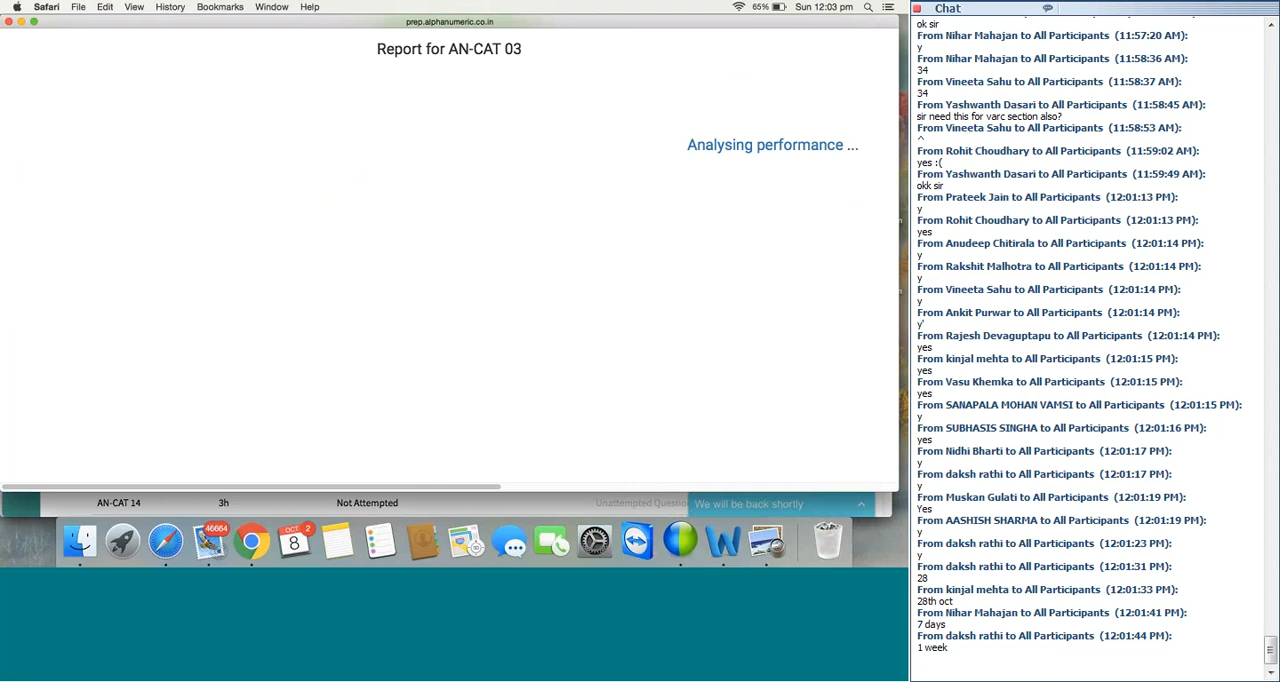 Safari File Edit View History Bookmarks Window Help 65% Sun 12:03 pm
prep.alphanumeric.co.in
Report for AN-CAT 03
Analysing performance ...
AN-CAT 14 3h Not Attempted Unattempted Questio
We will be back shortly
46664
OCT 2
8
Chat
ok sir
From Nihar Mahajan to All Participants (11:57:20 AM):
y
From Nihar Mahajan to All Participants (11:58:36 AM):
34
From Vineeta Sahu to All Participants (11:58:37 AM):
34
From Yashwanth Dasari to All Participants (11:58:45 AM):
sir need this for varc section also?
From Vineeta Sahu to All Participants (11:58:53 AM):
^
From Rohit Choudhary to All Participants (11:59:02 AM):
yes :(
From Yashwanth Dasari to All Participants (11:59:49 AM):
okk sir
From Prateek Jain to All Participants (12:01:13 PM):
y
From Rohit Choudhary to All Participants (12:01:13 PM):
yes
From Anudeep Chitirala to All Participants (12:01:14 PM):
y
From Rakshit Malhotra to All Participants (12:01:14 PM):
y
From Vineeta Sahu to All Participants (12:01:14 PM):
y
From Ankit Purwar to All Participants (12:01:14 PM):
y'
From Rajesh Devaguptapu to All Participants (12:01:14 PM):
yes
From kinjal mehta to All Participants (12:01:15 PM):
yes
From Vasu Khemka to All Participants (12:01:15 PM):
yes
From SANAPALA MOHAN VAMSI to All Participants (12:01:15 PM):
y
From SUBHASIS SINGHA to All Participants (12:01:16 PM):
yes
From Nidhi Bharti to All Participants (12:01:17 PM):
y
From daksh rathi to All Participants (12:01:17 PM):
y
From Muskan Gulati to All Participants (12:01:19 PM):
Yes
From AASHISH SHARMA to All Participants (12:01:19 PM):
y
From daksh rathi to All Participants (12:01:23 PM):
y
From daksh rathi to All Participants (12:01:31 PM):
28
From kinjal mehta to All Participants (12:01:33 PM):
28th oct
From Nihar Mahajan to All Participants (12:01:41 PM):
7 days
From daksh rathi to All Participants (12:01:44 PM):
1 week